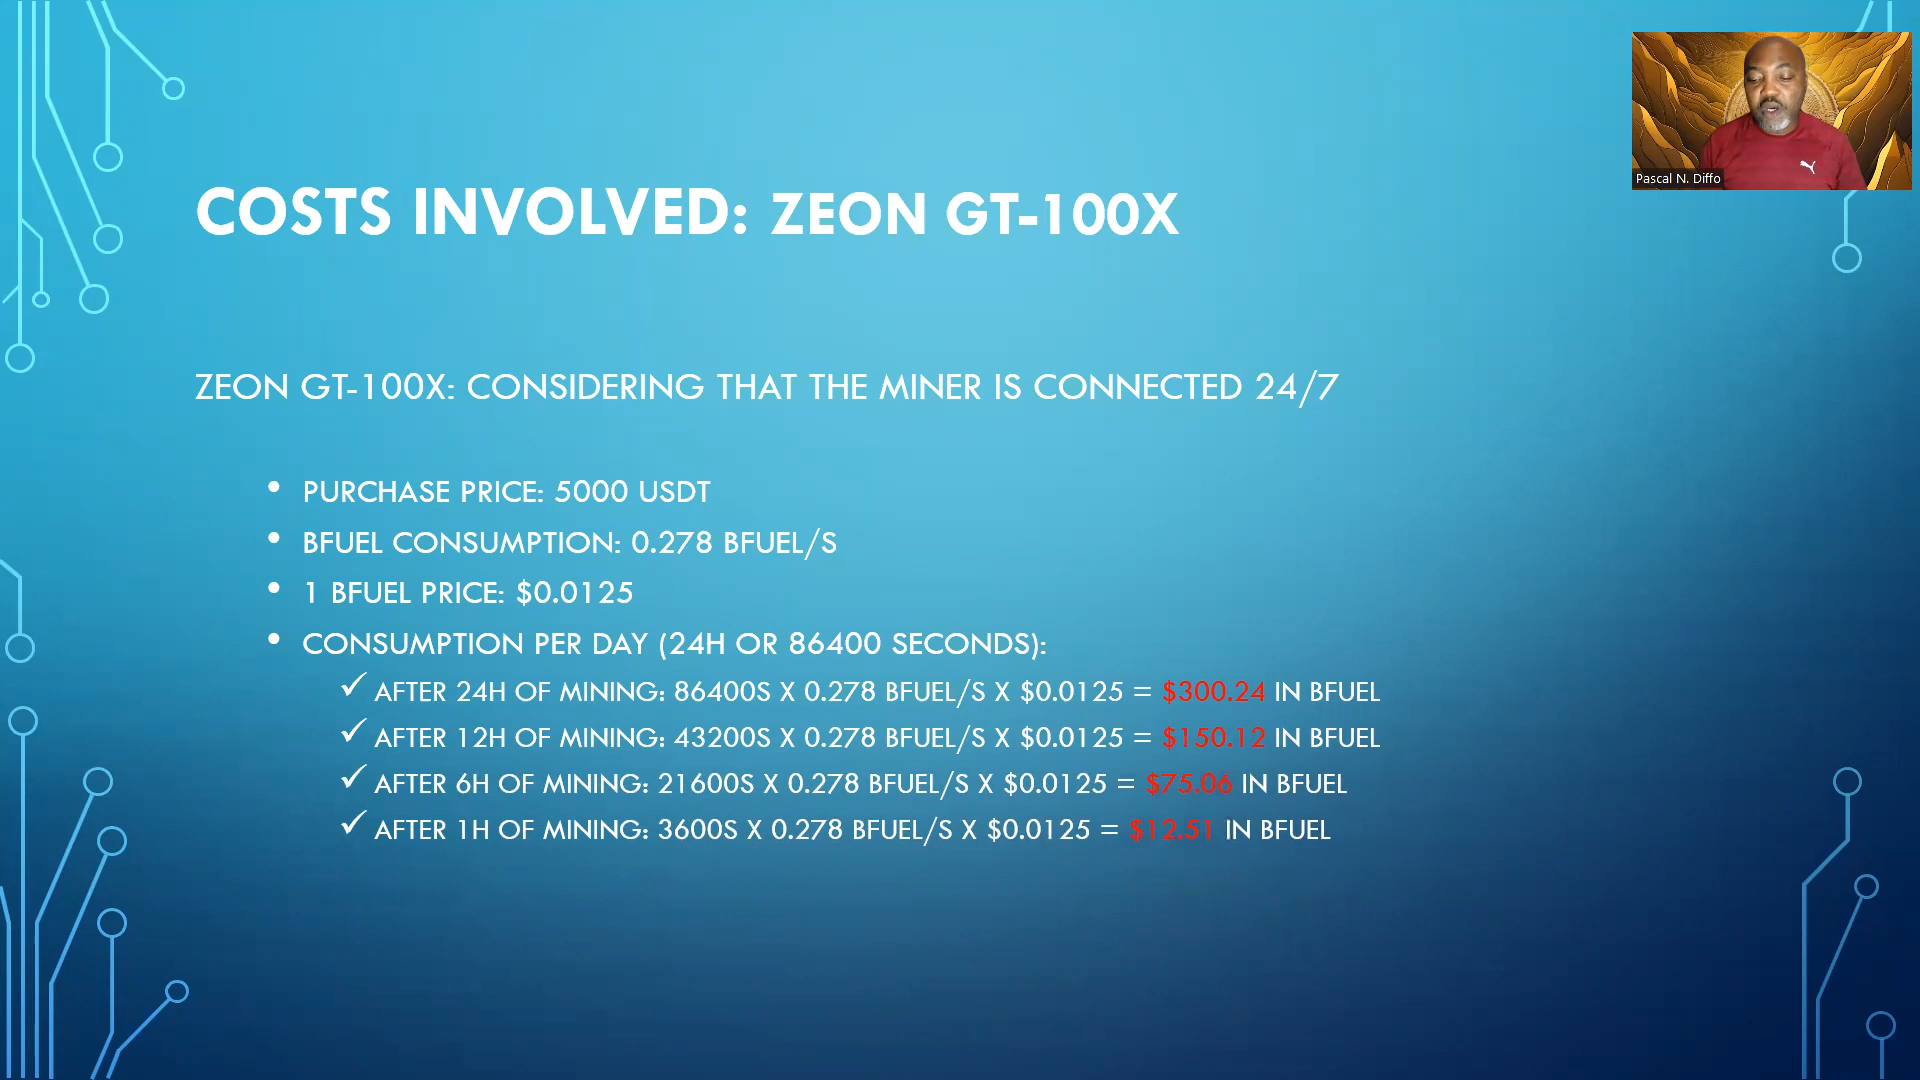 Pascal N. Diffo
COSTS INVOLVED: ZEON GT-100X
ZEON GT-100X: CONSIDERING THAT THE MINER IS CONNECTED 24/7
• PURCHASE PRICE: 5000 USDT
• BFUEL CONSUMPTION: 0.278 BFUEL/S
• 1 BFUEL PRICE: $0.0125
• CONSUMPTION PER DAY (24H OR 86400 SECONDS):
✓ AFTER 24H OF MINING: 86400S X 0.278 BFUEL/S X $0.0125 = $300.24 IN BFUEL
✓ AFTER 12H OF MINING: 43200S X 0.278 BFUEL/S X $0.0125 = $150.12 IN BFUEL
✓ AFTER 6H OF MINING: 21600S X 0.278 BFUEL/S X $0.0125 = $75.06 IN BFUEL
✓ AFTER 1H OF MINING: 3600S X 0.278 BFUEL/S X $0.0125 = $12.51 IN BFUEL